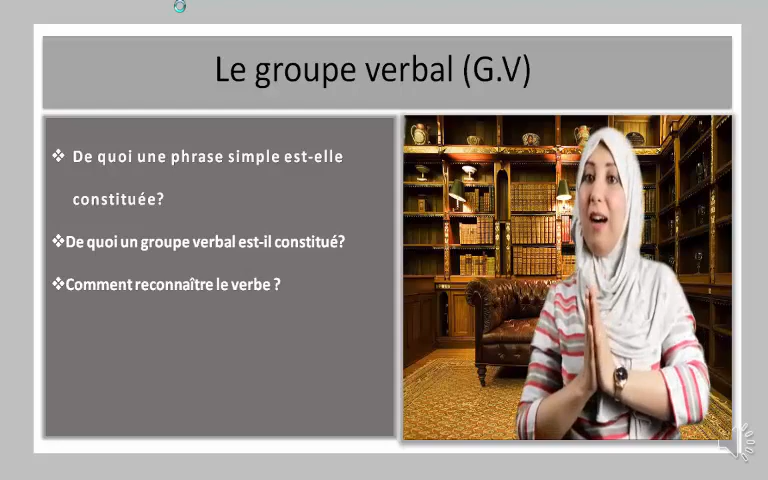 Le groupe verbal (G.V)
❖ De quoi une phrase simple est-elle
constituée?
❖De quoi un groupe verbal est-il constitué?
❖Comment reconnaître le verbe ?